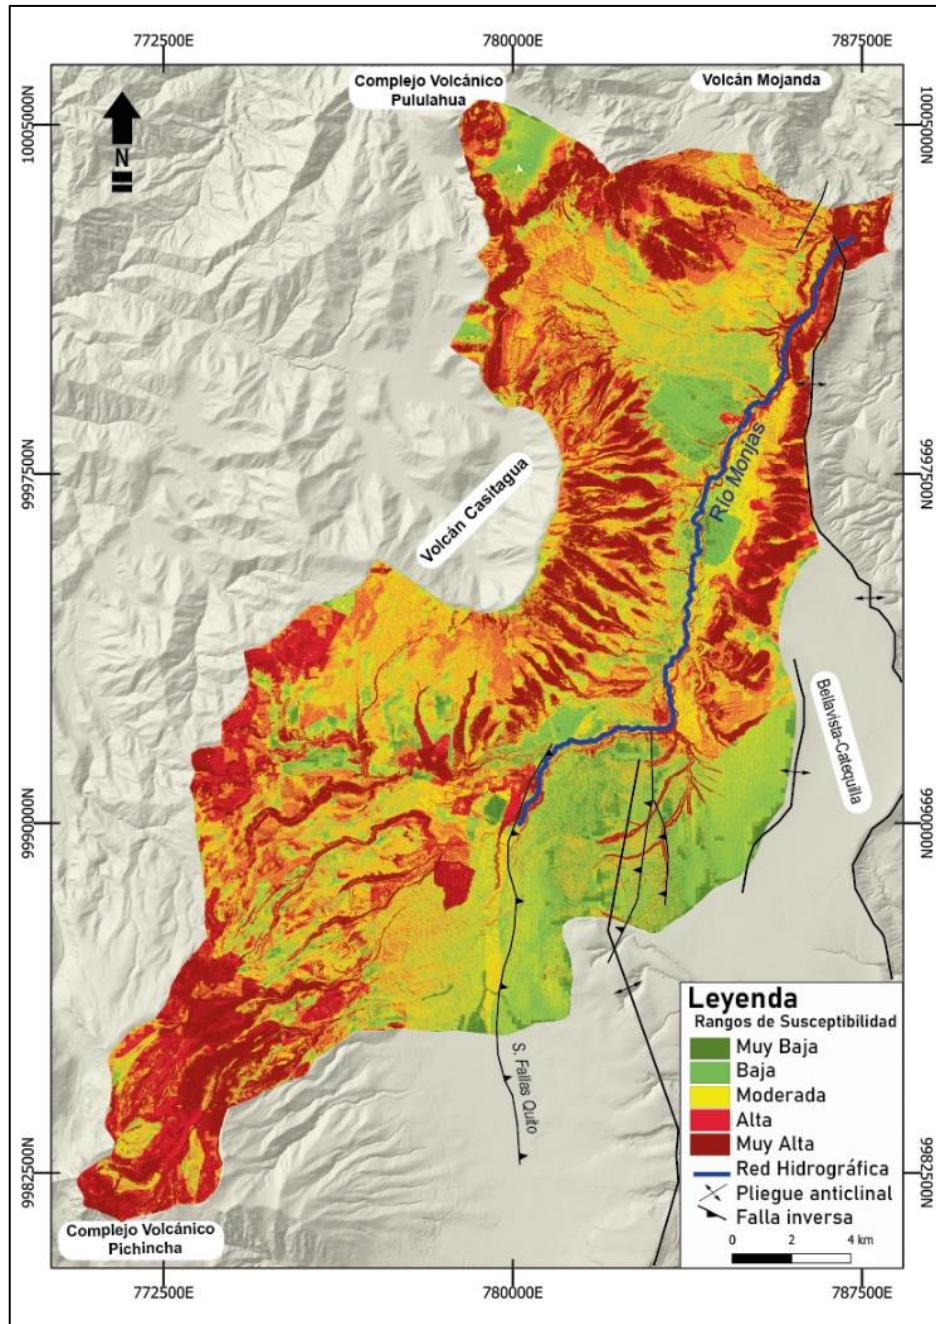 772500E
780000E
787500E
Complejo Volcánico
Pululahua
Volcán Mojanda
10005000N
10005000N
N
Río Monjas
9997500N
9997500N
Volcán Casitagua
Bellavista-Catequilla
9990000N
9990000N
S. Fallas Quito
Leyenda
Rangos de Susceptibilidad
Muy Baja
Baja
Moderada
Alta
Muy Alta
Red Hidrográfica
Pliegue anticlinal
Falla inversa
0 2 4 km
9982500N
9982500N
Complejo Volcánico
Pichincha
772500E
780000E
787500E